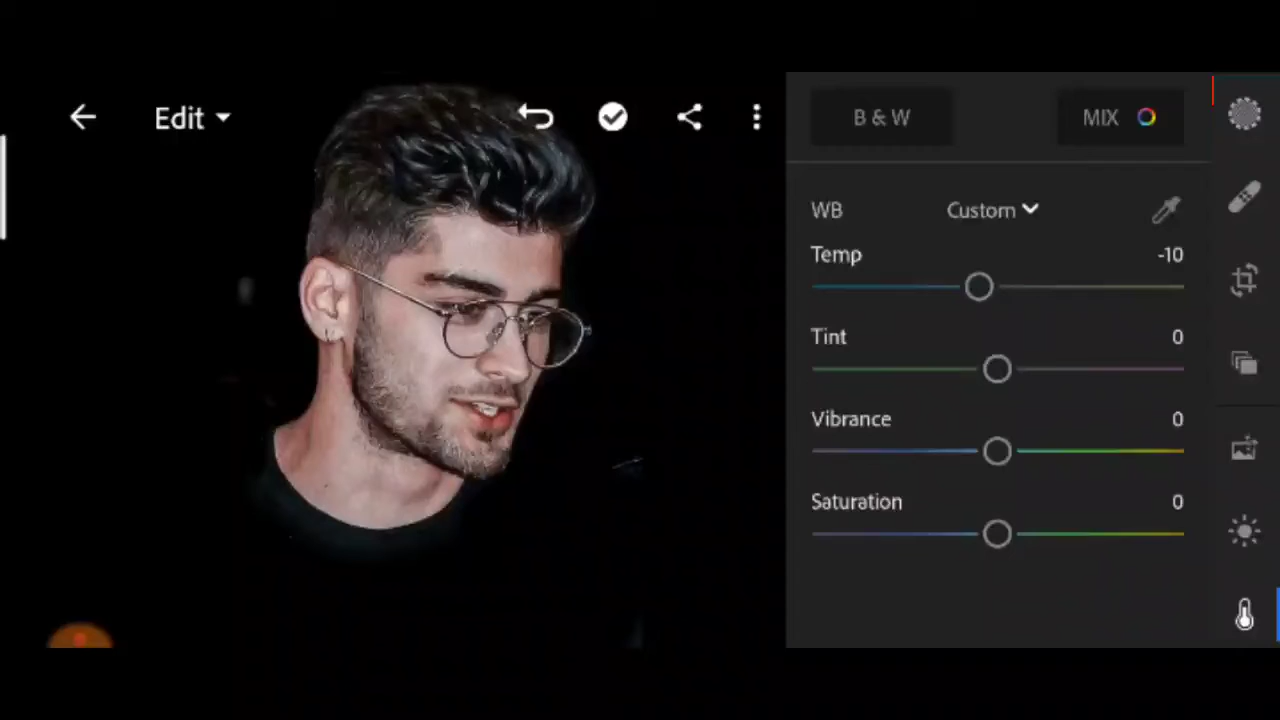 Edit
B & W
MIX
WB
Custom
Temp
-10
Tint
0
Vibrance
0
Saturation
0